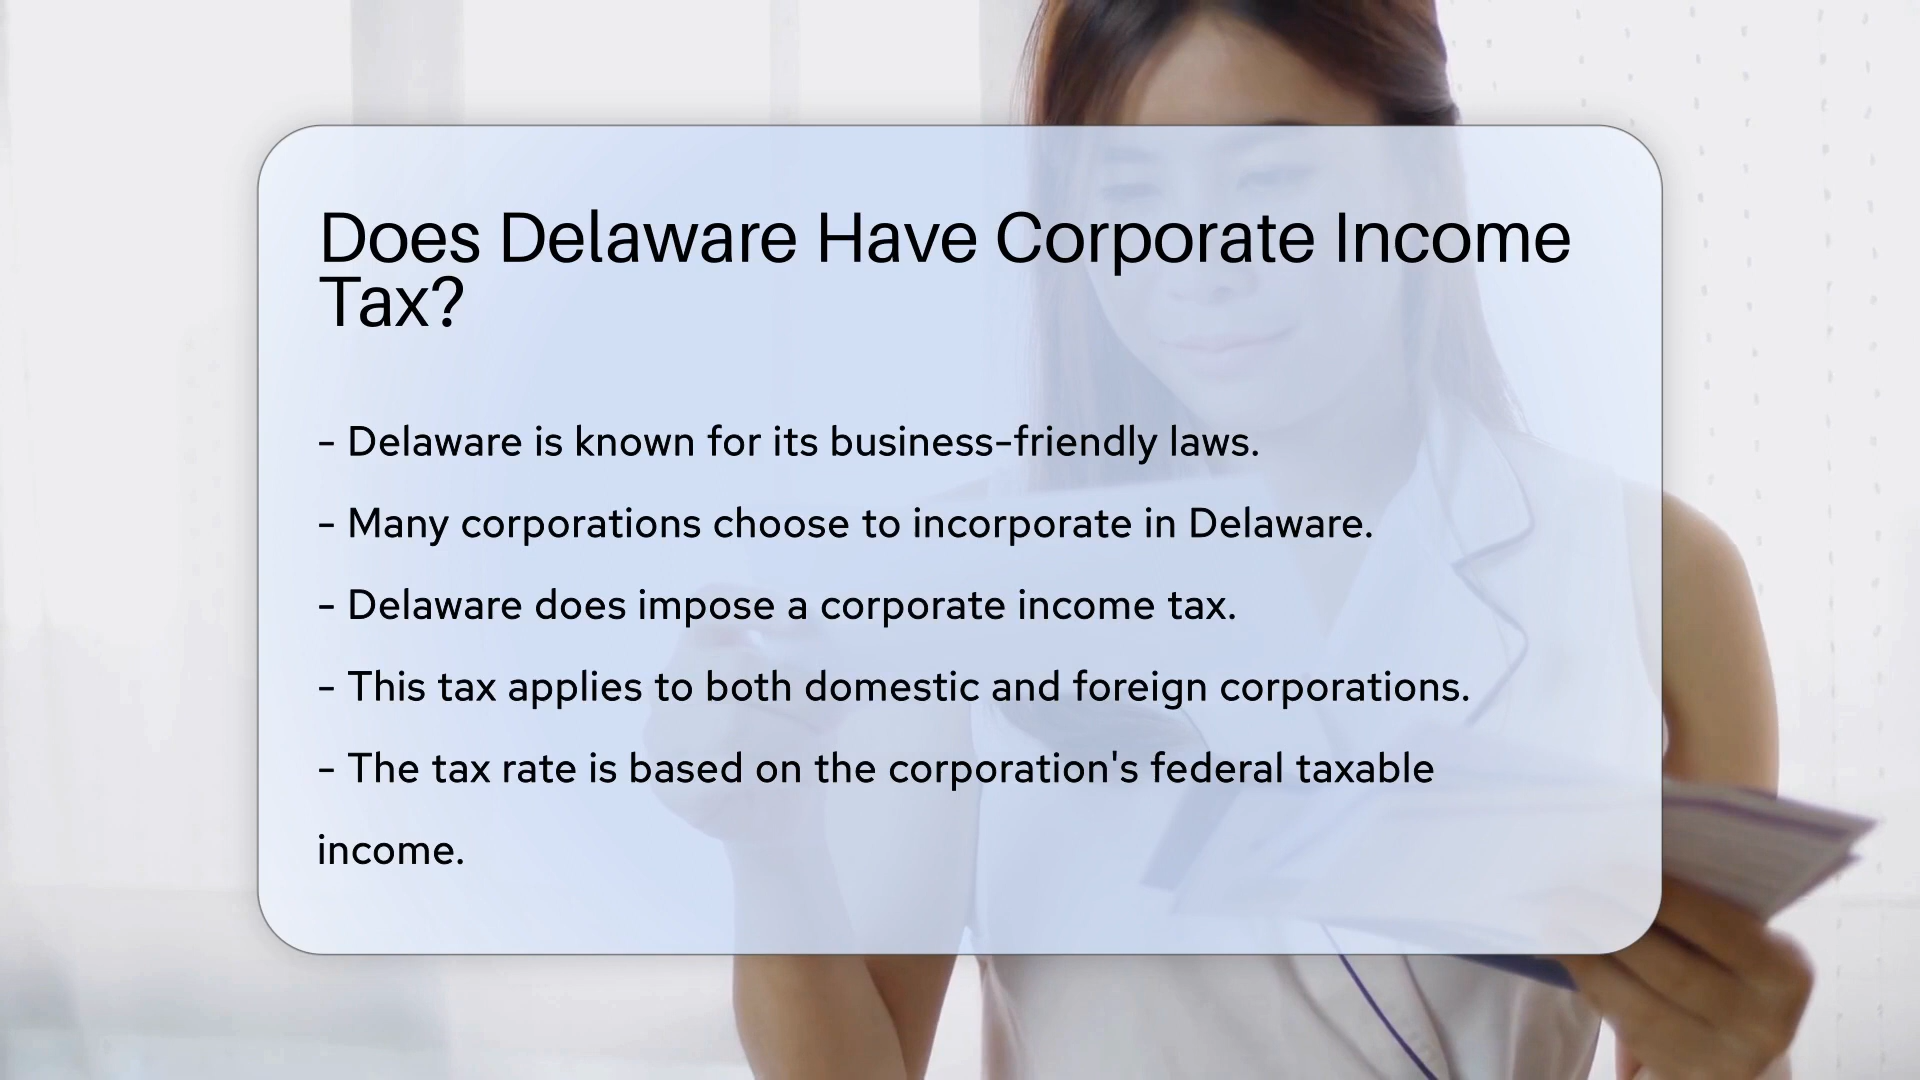 Does Delaware Have Corporate Income
Tax?
- Delaware is known for its business-friendly laws.
- Many corporations choose to incorporate in Delaware.
- Delaware does impose a corporate income tax.
- This tax applies to both domestic and foreign corporations.
- The tax rate is based on the corporation's federal taxable
income.